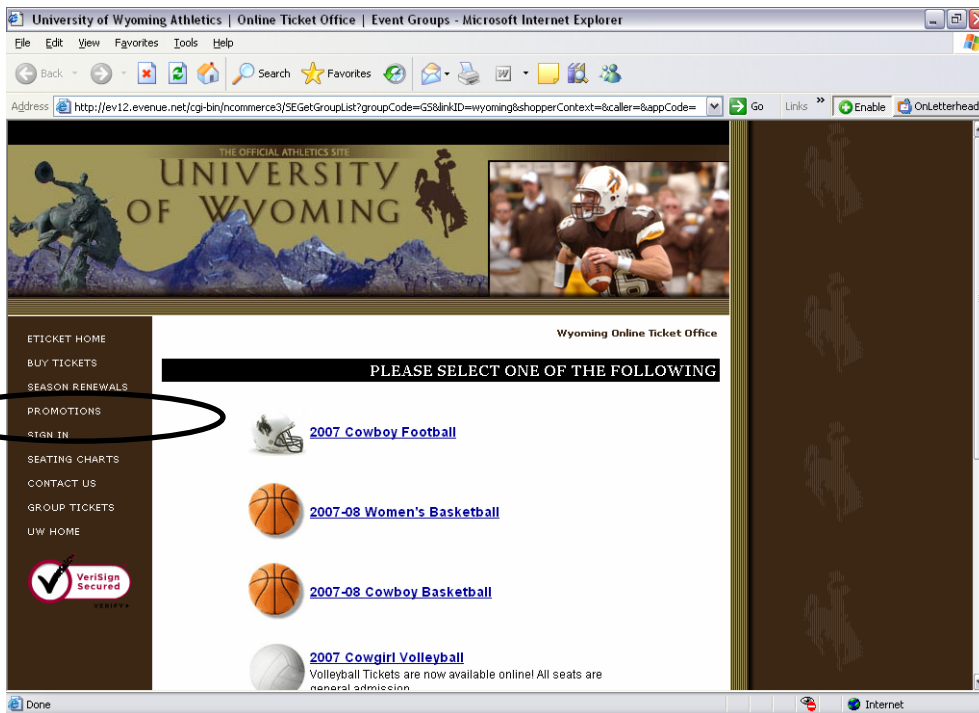 University of Wyoming Athletics | Online Ticket Office | Event Groups - Microsoft Internet Explorer
File Edit View Favorites Tools Help
Back Search Favorites
Address http://ev12.evenue.net/cgi-bin/ncommerce3/SEGetGroupList?groupCode=GS&linkID=wyoming&shopperContext=&caller=&appCode= Go Links » Enable OnLetterhead
THE OFFICIAL ATHLETICS SITE
UNIVERSITY
OF WYOMING
Wyoming Online Ticket Office
PLEASE SELECT ONE OF THE FOLLOWING
ETICKET HOME
BUY TICKETS
SEASON RENEWALS
PROMOTIONS
SIGN IN
SEATING CHARTS
CONTACT US
GROUP TICKETS
UW HOME
VeriSign
Secured
VERIFY
2007 Cowboy Football
2007-08 Women's Basketball
2007-08 Cowboy Basketball
2007 Cowgirl Volleyball
Volleyball Tickets are now available online! All seats are
general admission
Done Internet